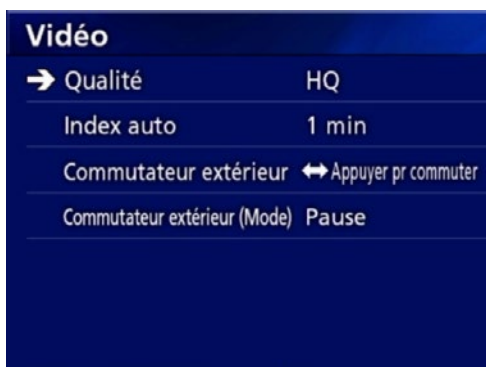 Vidéo
Qualité HQ
Index auto 1 min
Commutateur extérieur Appuyer pr commuter
Commutateur extérieur (Mode) Pause